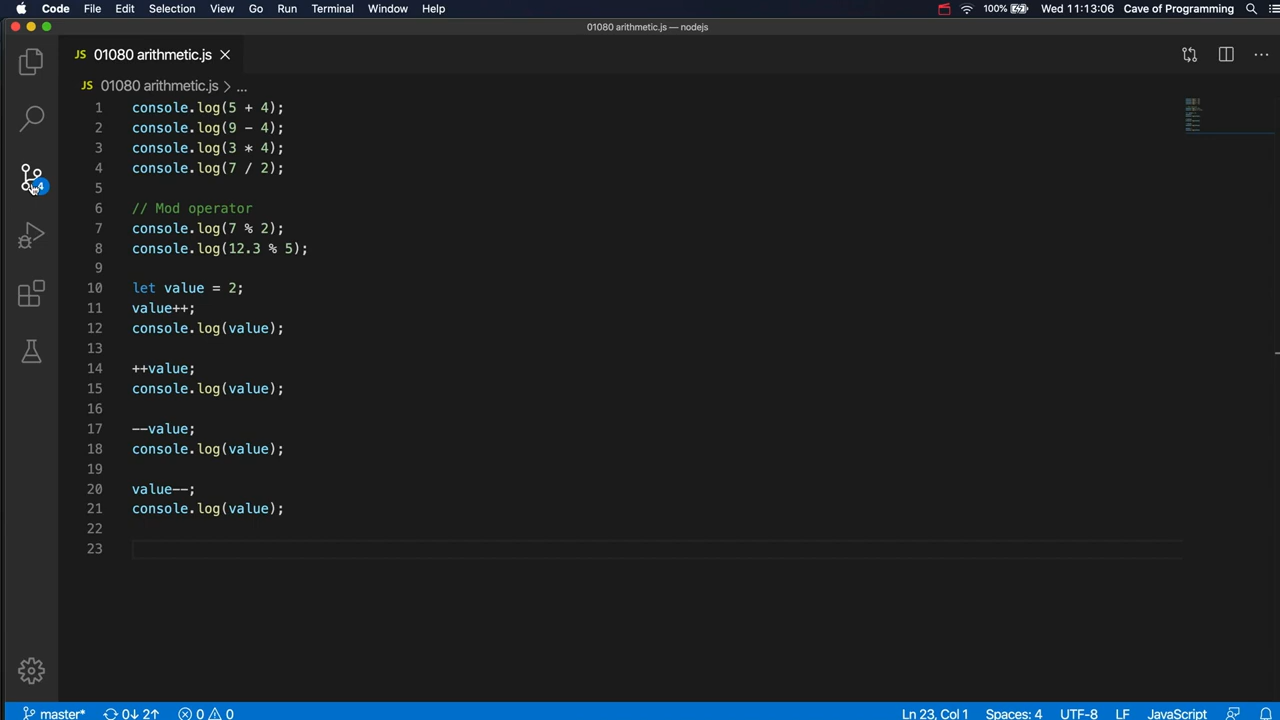 Code File Edit Selection View Go Run Terminal Window Help 100% Wed 11:13:06 Cave of Programming
01080 arithmetic.js — nodejs
JS 01080 arithmetic.js
JS 01080 arithmetic.js > ...
1 console.log(5 + 4);
2 console.log(9 - 4);
3 console.log(3 * 4);
4 console.log(7 / 2);
5
6 // Mod operator
7 console.log(7 % 2);
8 console.log(12.3 % 5);
9
10 let value = 2;
11 value++;
12 console.log(value);
13
14 ++value;
15 console.log(value);
16
17 --value;
18 console.log(value);
19
20 value--;
21 console.log(value);
22
23
4
master* 0↓ 2↑ 0 0 Ln 23, Col 1 Spaces: 4 UTF-8 LF JavaScript